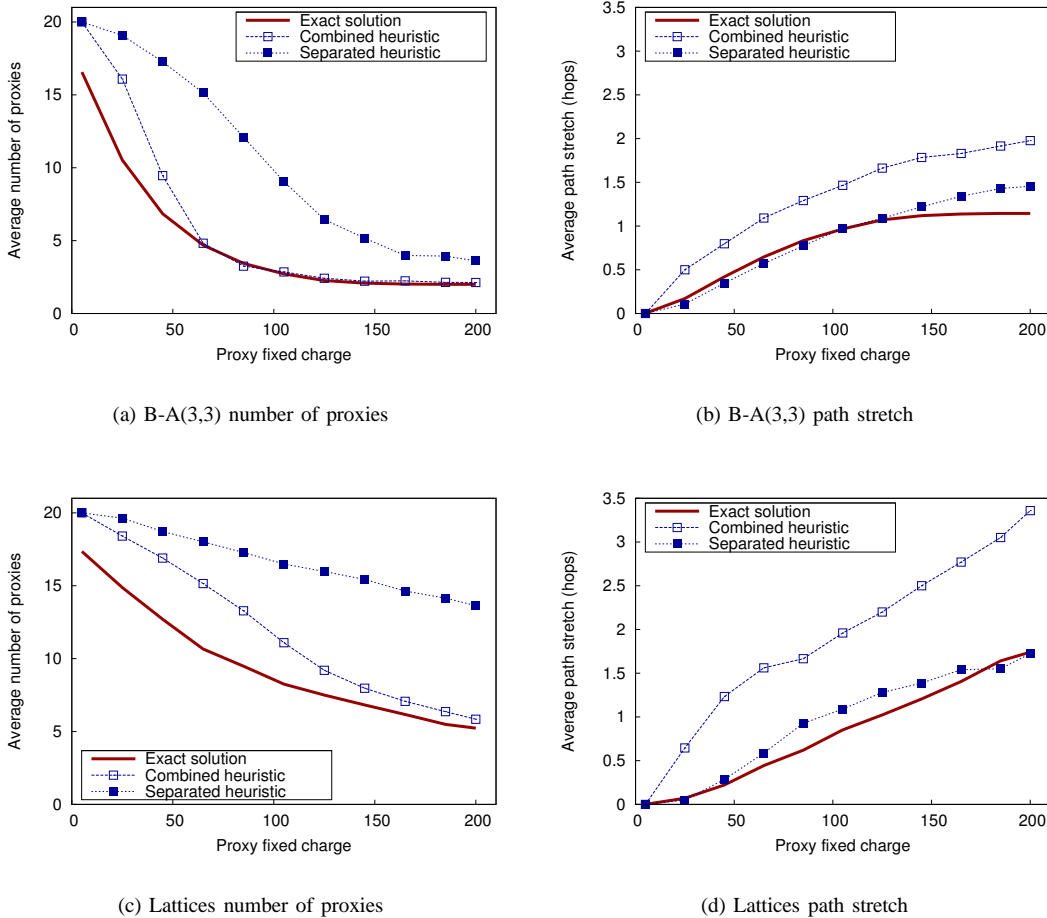 Average number of proxies
20
15
10
5
0
0 50 100 150 200
Proxy fixed charge
Exact solution
Combined heuristic
Separated heuristic
(a) B-A(3,3) number of proxies
Average path stretch (hops)
3.5
3
2.5
2
1.5
1
0.5
0
0 50 100 150 200
Proxy fixed charge
Exact solution
Combined heuristic
Separated heuristic
(b) B-A(3,3) path stretch
Average number of proxies
20
15
10
5
0
0 50 100 150 200
Proxy fixed charge
Exact solution
Combined heuristic
Separated heuristic
(c) Lattices number of proxies
Average path stretch (hops)
3.5
3
2.5
2
1.5
1
0.5
0
0 50 100 150 200
Proxy fixed charge
Exact solution
Combined heuristic
Separated heuristic
(d) Lattices path stretch